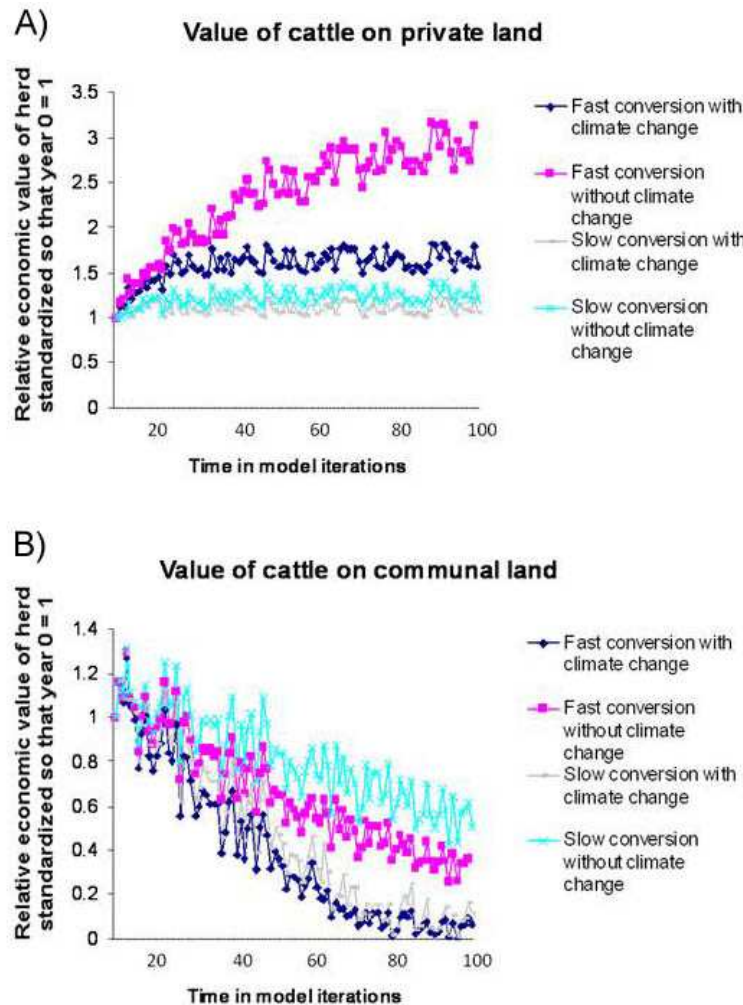 A)
Value of cattle on private land
Relative economic value of herd
standardized so that year 0 = 1
3.5
3
2.5
2
1.5
1
0.5
0
20
40
60
80
100
Time in model iterations
Fast conversion with
climate change
Fast conversion
without climate
change
Slow conversion with
climate change
Slow conversion
without climate
change
B)
Value of cattle on communal land
Relative economic value of herd
standardized so that year 0 = 1
1.4
1.2
1
0.8
0.6
0.4
0.2
0
20
40
60
80
100
Time in model iterations
Fast conversion with
climate change
Fast conversion
without climate
change
Slow conversion with
climate change
Slow conversion
without climate
change